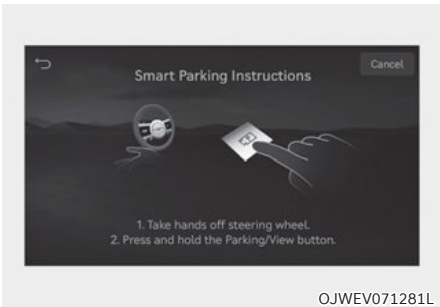 Smart Parking Instructions
Cancel
1. Take hands off steering wheel.
2. Press and hold the Parking/View button.
OJWEV071281L